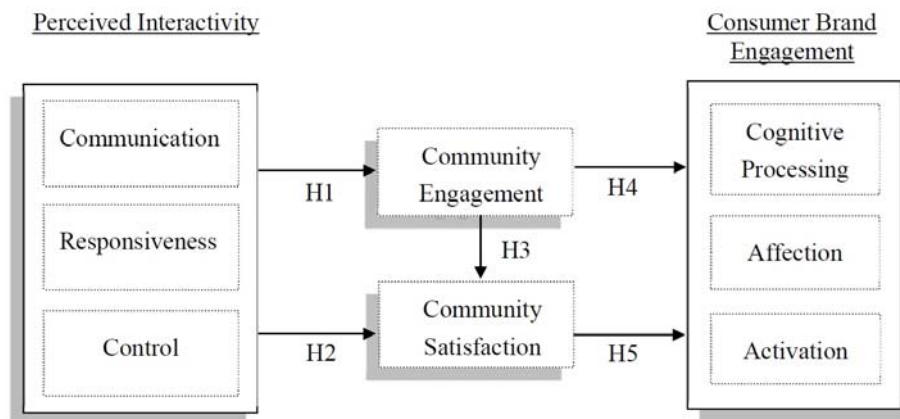 Perceived Interactivity
Consumer Brand
Engagement
Communication
Responsiveness
Control
H1
H2
Community
Engagement
H3
Community
Satisfaction
H4
H5
Cognitive
Processing
Affection
Activation